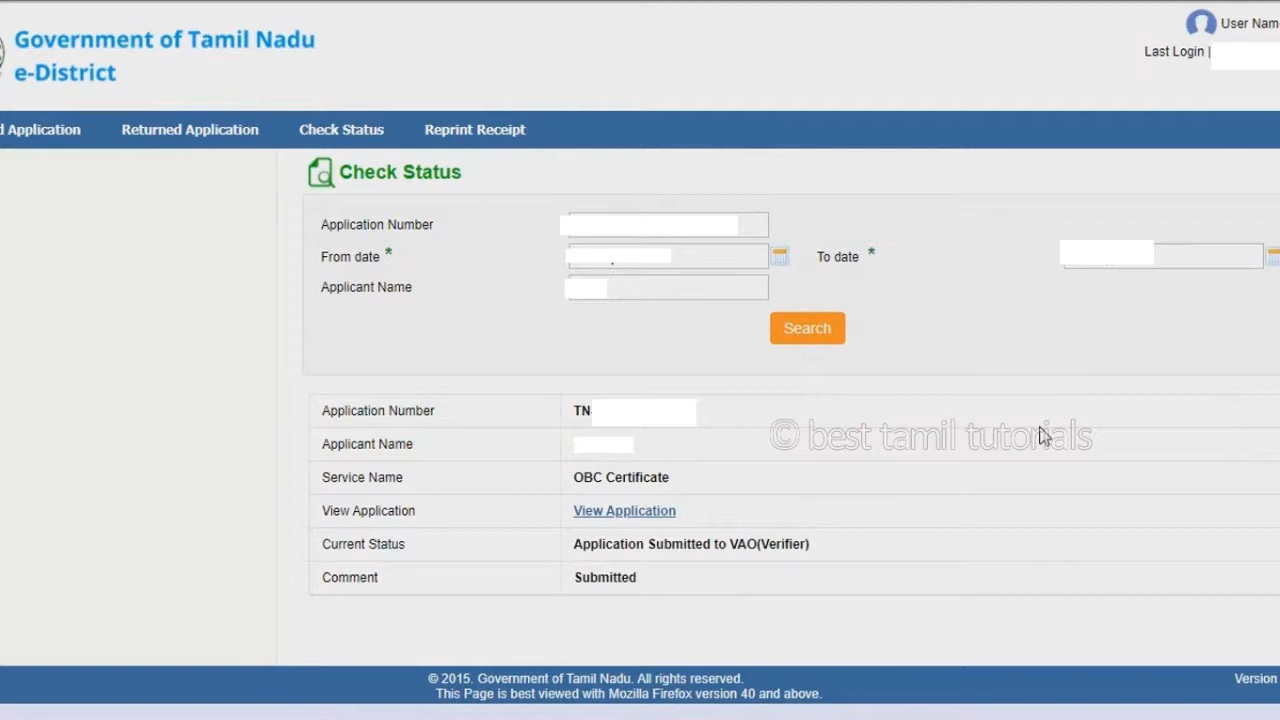 Government of Tamil Nadu
e-District
User Nam
Last Login |
d Application Returned Application Check Status Reprint Receipt
Check Status
Application Number
From date * To date *
Applicant Name
Search
Application Number TN
Applicant Name
© best tamil tutorials
Service Name OBC Certificate
View Application View Application
Current Status Application Submitted to VAO(Verifier)
Comment Submitted
© 2015. Government of Tamil Nadu. All rights reserved. Version
This Page is best viewed with Mozilla Firefox version 40 and above.